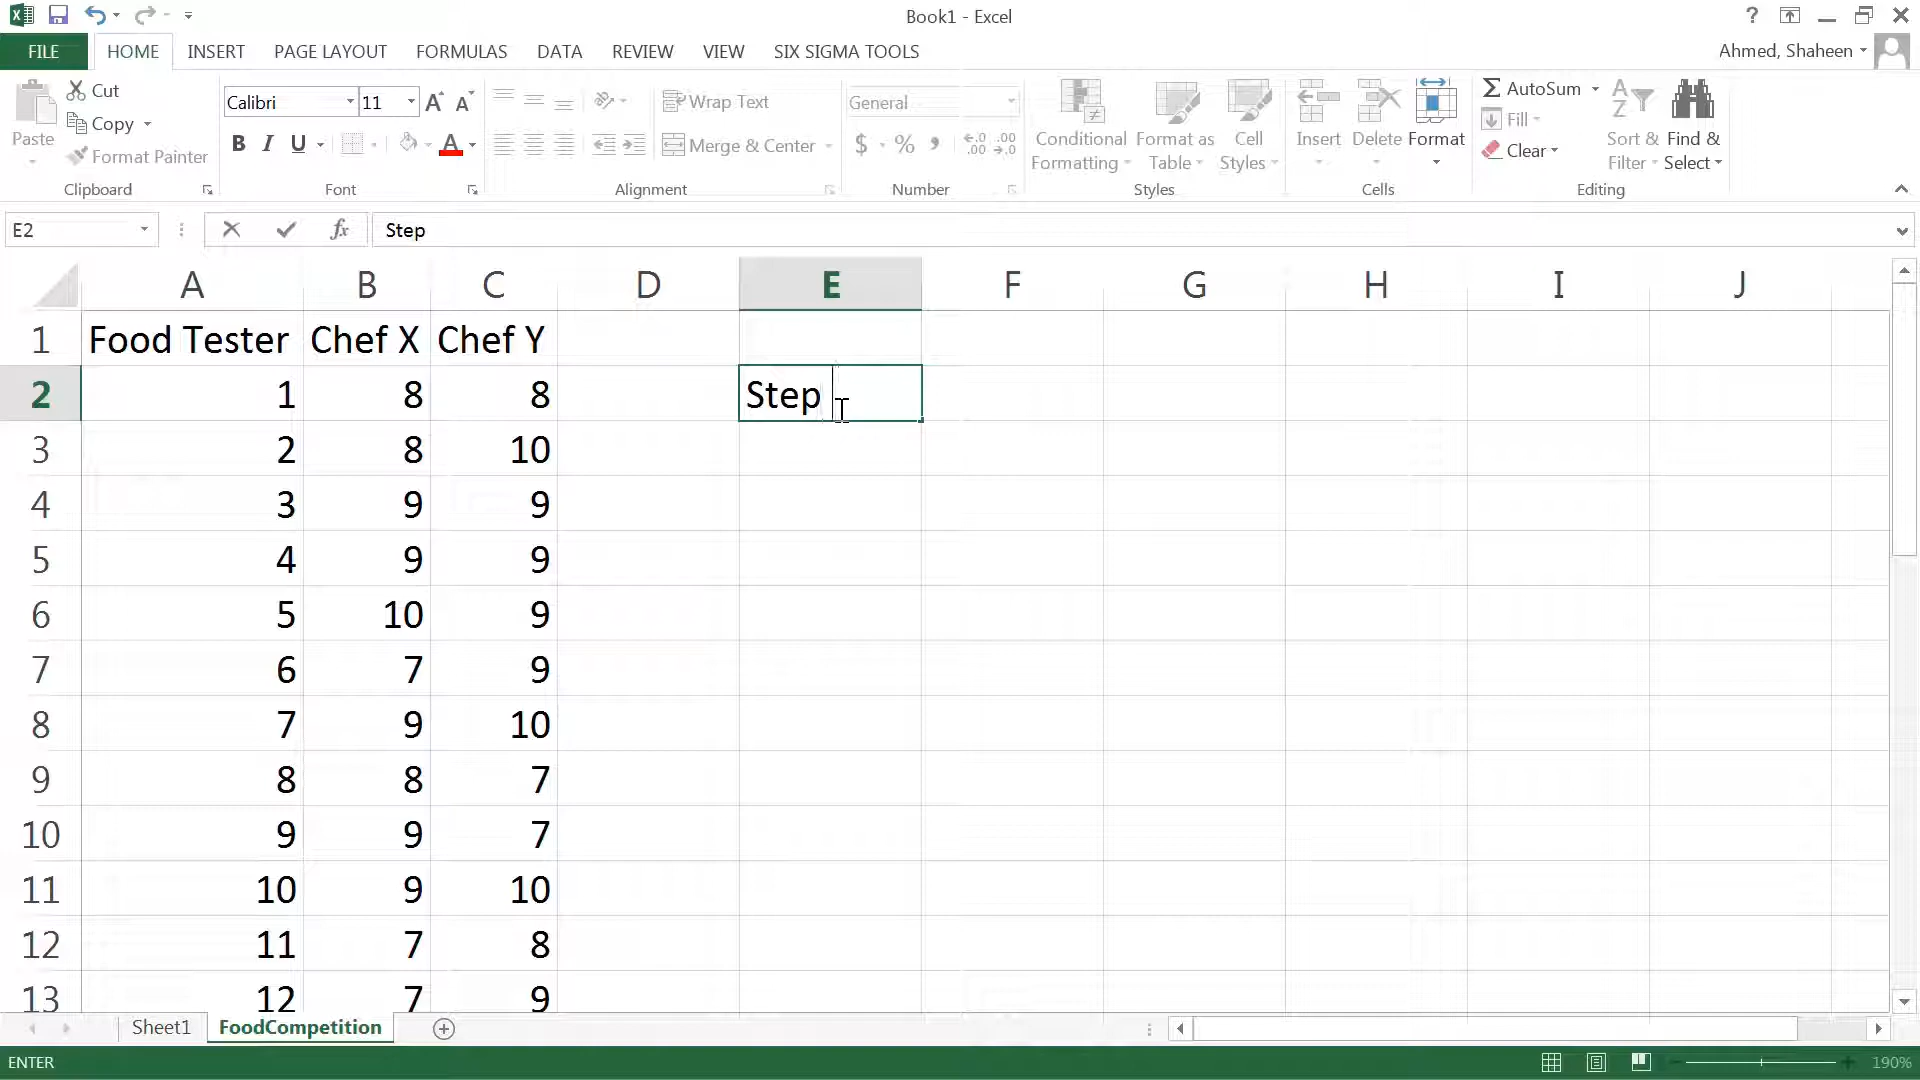 Book1 - Excel
?
FILE HOME INSERT PAGE LAYOUT FORMULAS DATA REVIEW VIEW SIX SIGMA TOOLS Ahmed, Shaheen
Paste Cut Copy Format Painter Clipboard
Calibri 11 A A B I U A Font
Wrap Text Merge & Center Alignment
General $ % , Number
Conditional Formatting Format as Table Cell Styles Styles
Insert Delete Format Cells
AutoSum Fill Clear Sort & Filter Find & Select Editing
E2 fx Step
A B C D E F G H I J
1 Food Tester Chef X Chef Y
2 1 8 8 Step
3 2 8 10
4 3 9 9
5 4 9 9
6 5 10 9
7 6 7 9
8 7 9 10
9 8 8 7
10 9 9 7
11 10 9 10
12 11 7 8
13 12 7 9
Sheet1 FoodCompetition
ENTER 190%